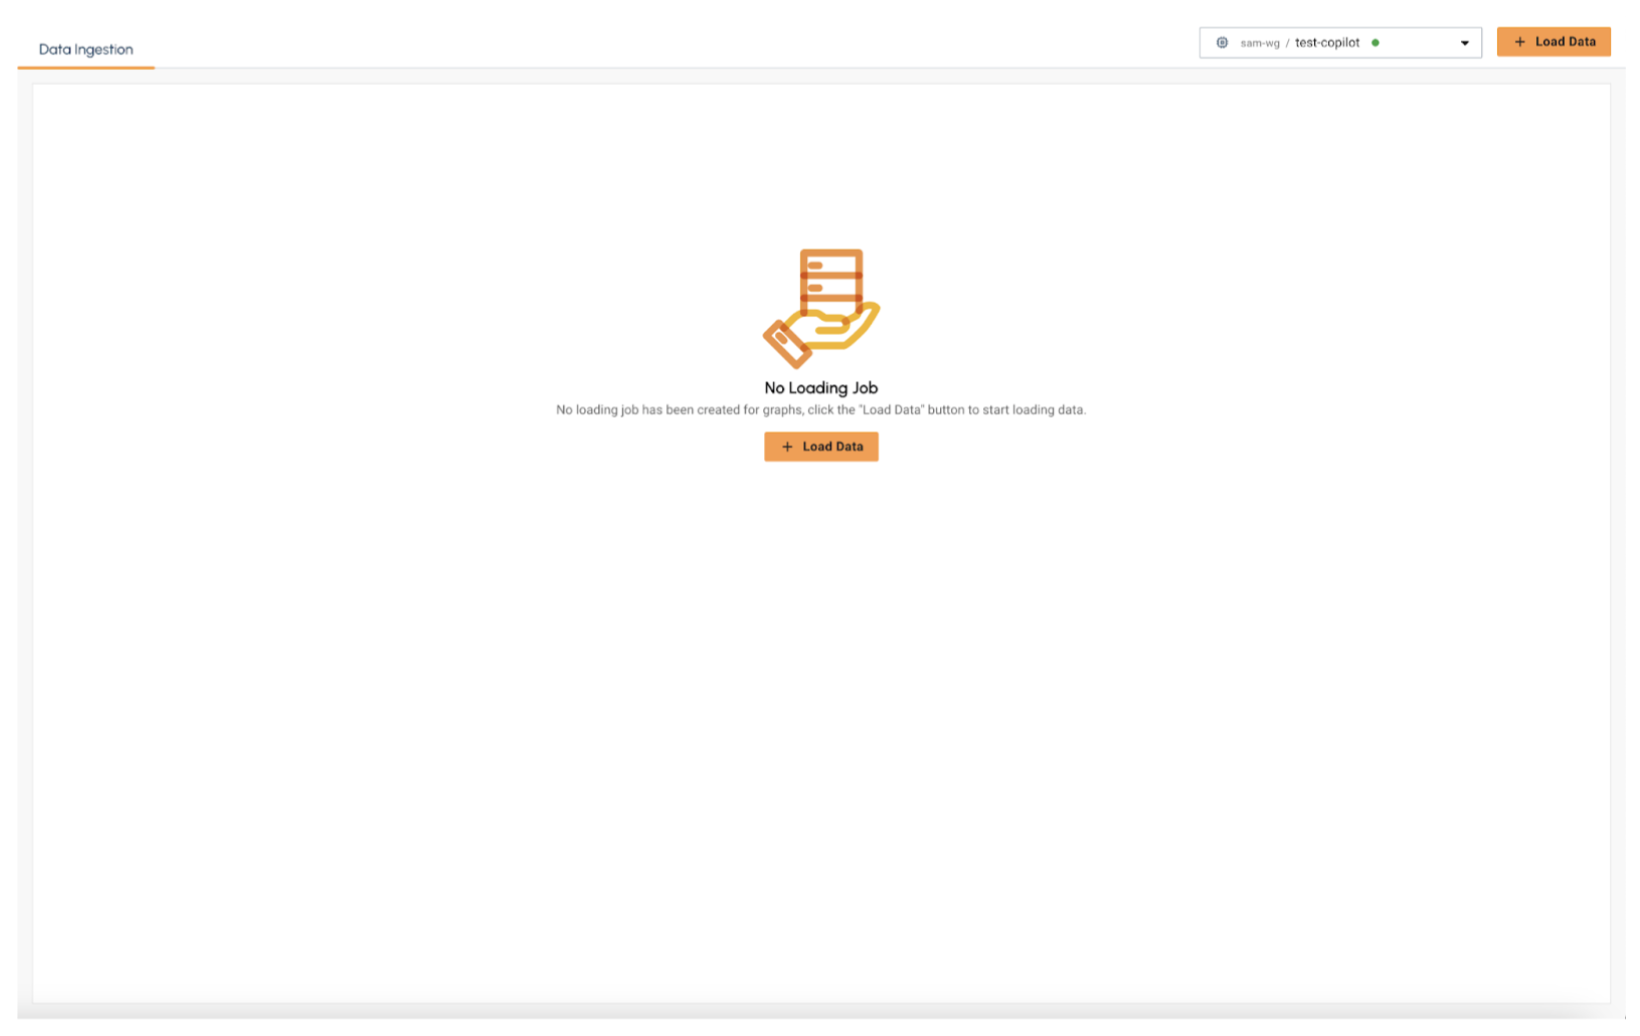 Data Ingestion
sam-wg / test-copilot
+ Load Data
No Loading Job
No loading job has been created for graphs, click the "Load Data" button to start loading data.
+ Load Data